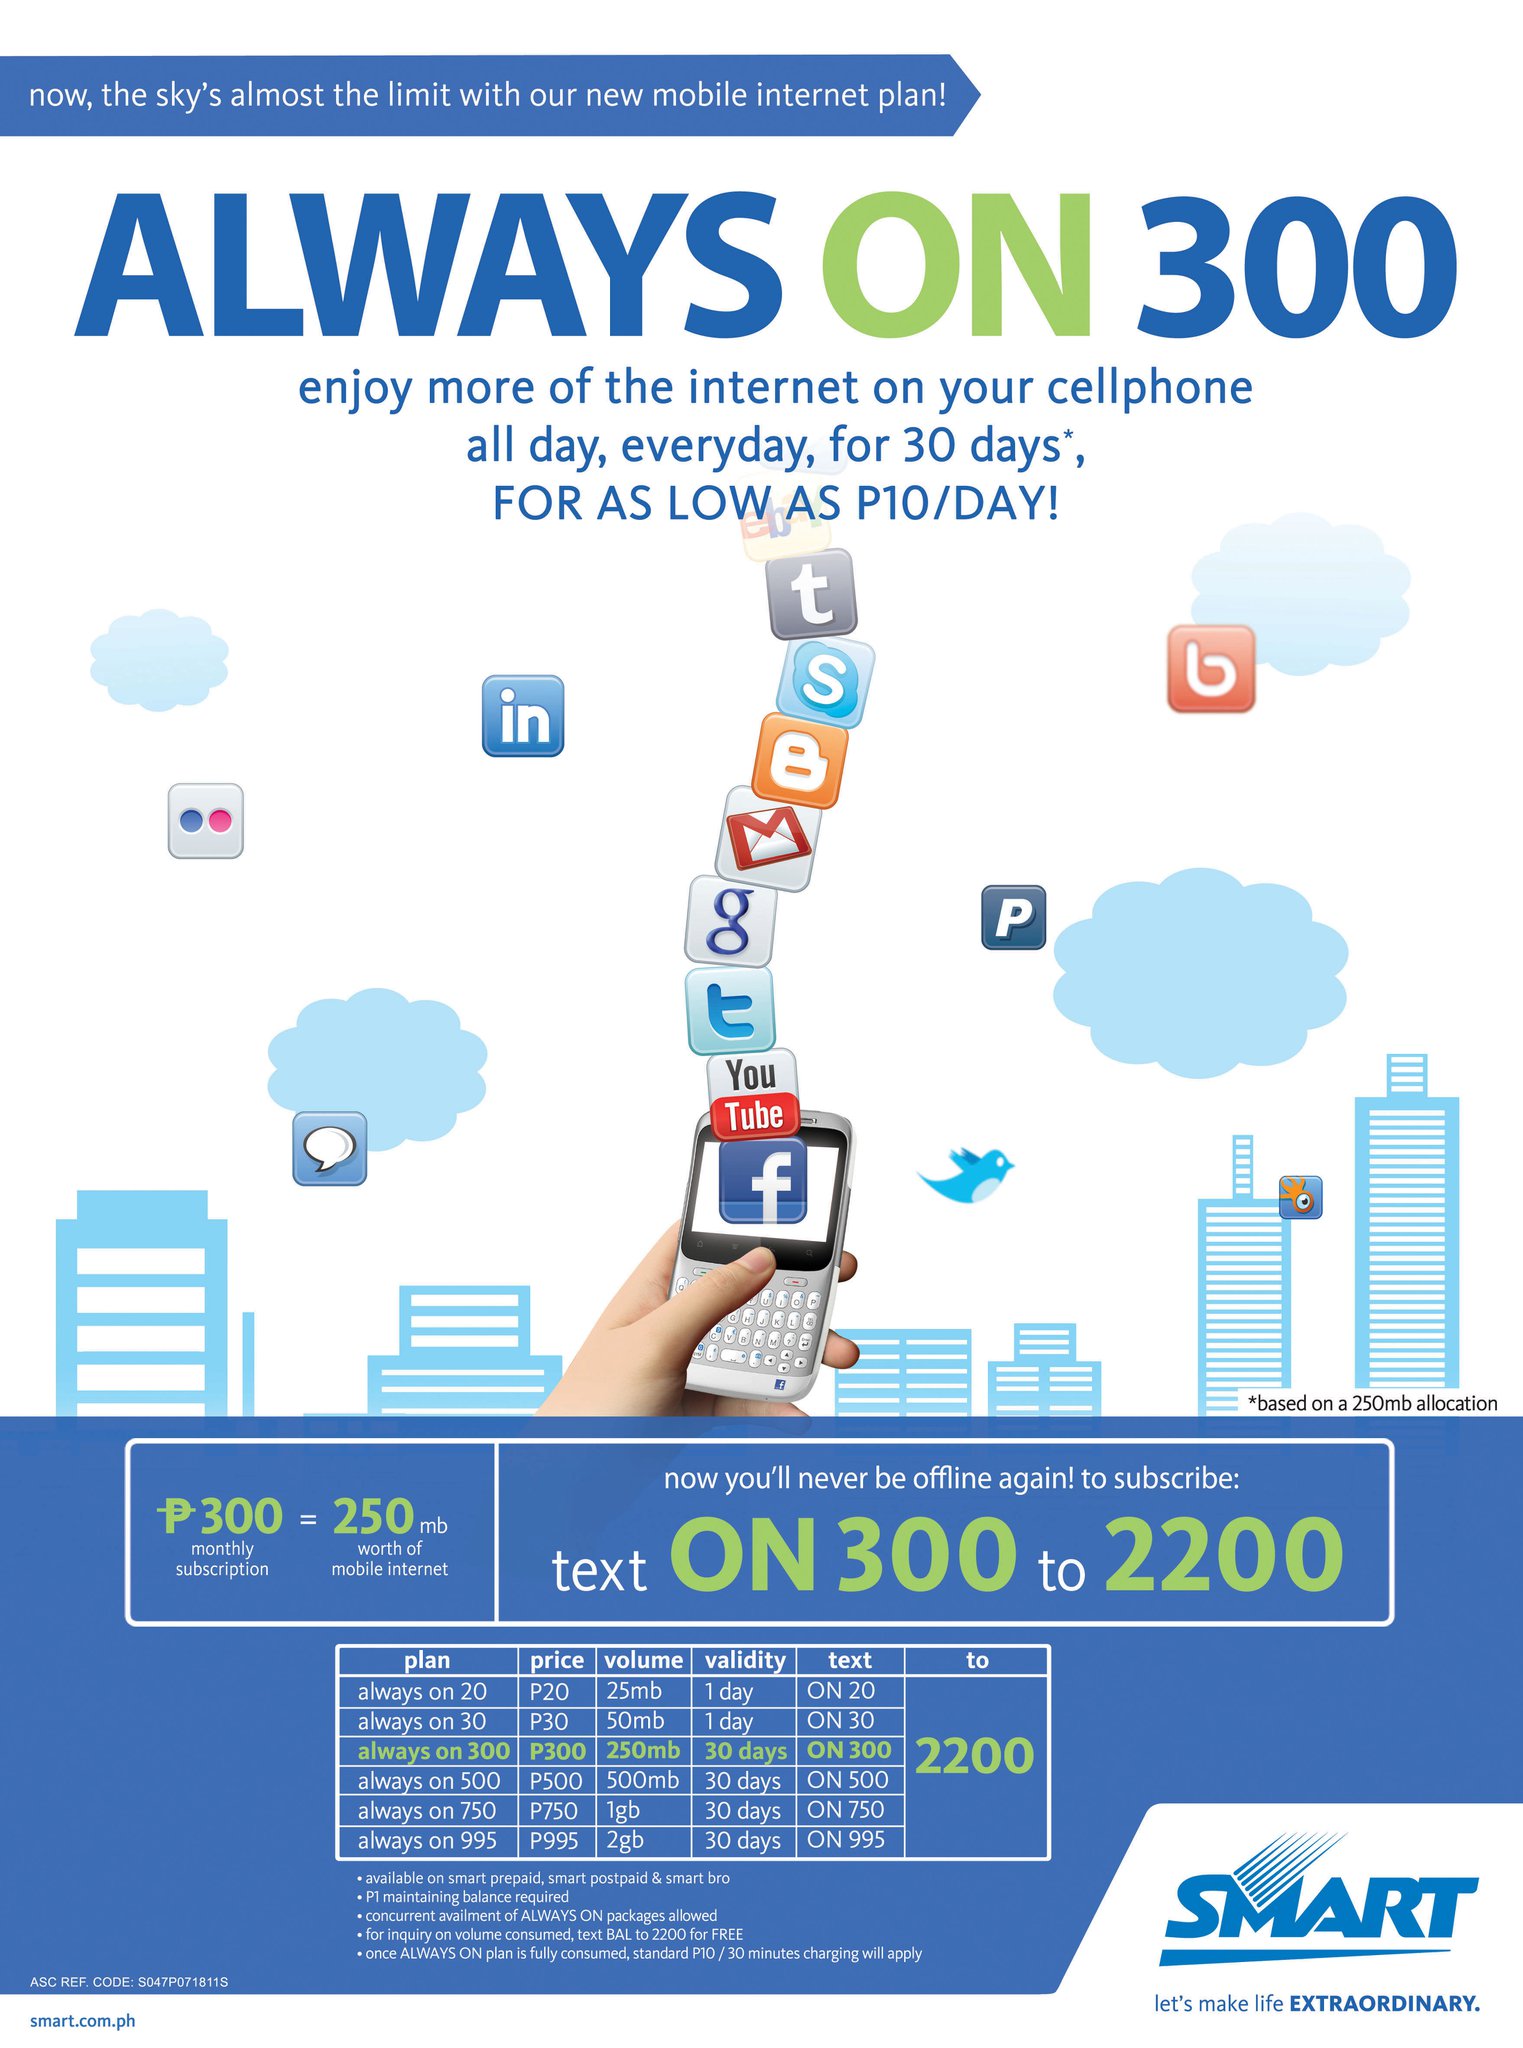 now, the sky's almost the limit with our new mobile internet plan!
ALWAYS ON 300
enjoy more of the internet on your cellphone
all day, everyday, for 30 days*,
FOR AS LOW AS P10/DAY!
ebay
t
S
b
in
B
M
g
P
t
You
Tube
f
*based on a 250mb allocation
₱300 = 250 mb
monthly subscription
worth of mobile internet
now you'll never be offline again! to subscribe:
text ON 300 to 2200
plan price volume validity text to
always on 20 P20 25mb 1 day ON 20
always on 30 P30 50mb 1 day ON 30
always on 300 P300 250mb 30 days ON 300 2200
always on 500 P500 500mb 30 days ON 500
always on 750 P750 1gb 30 days ON 750
always on 995 P995 2gb 30 days ON 995
• available on smart prepaid, smart postpaid & smart bro
• P1 maintaining balance required
• concurrent availment of ALWAYS ON packages allowed
• for inquiry on volume consumed, text BAL to 2200 for FREE
• once ALWAYS ON plan is fully consumed, standard P10 / 30 minutes charging will apply
SMART
let's make life EXTRAORDINARY.
ASC REF. CODE: S047P071811S
smart.com.ph